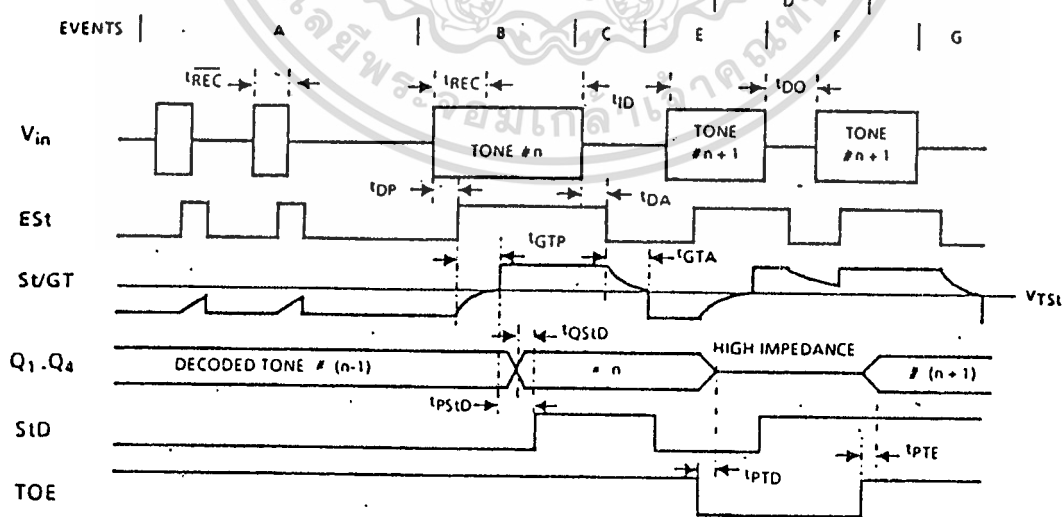 D
EVENTS A B C E F G
tREC tREC tID tDO
Vin TONE #n TONE #n+1 TONE #n+1
tDP tDA
ESt
tGTP tGTA
St/GT VTSt
tQStD
Q1-Q4 DECODED TONE # (n-1) # n HIGH IMPEDANCE # (n+1)
tPStD
StD
tPTD tPTE
TOE